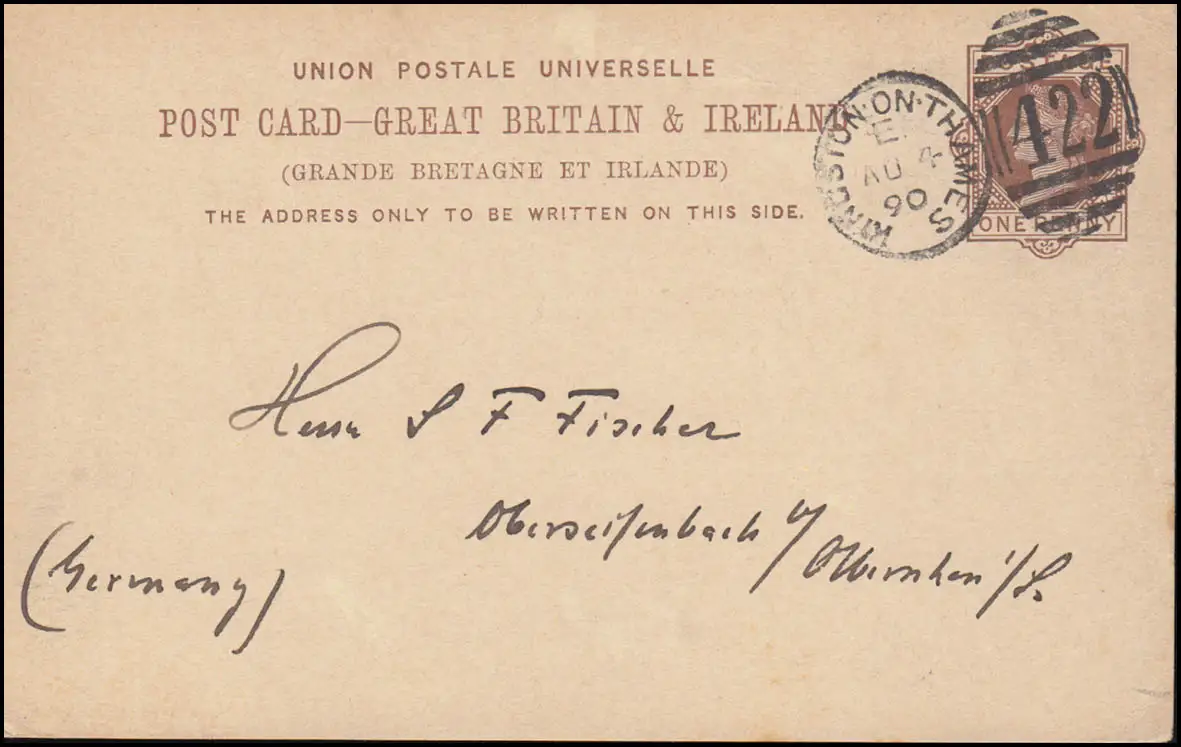 UNION POSTALE UNIVERSELLE
POST CARD—GREAT BRITAIN & IRELAND
(GRANDE BRETAGNE ET IRLANDE)
THE ADDRESS ONLY TO BE WRITTEN ON THIS SIDE.
KINGSTON·ON·THAMES
E
AU 4
90
422
POSTAGE
ONE PENNY
Herrn S F Fischer
Oberseifenbach
Olbernhau i/S.
(Germany)